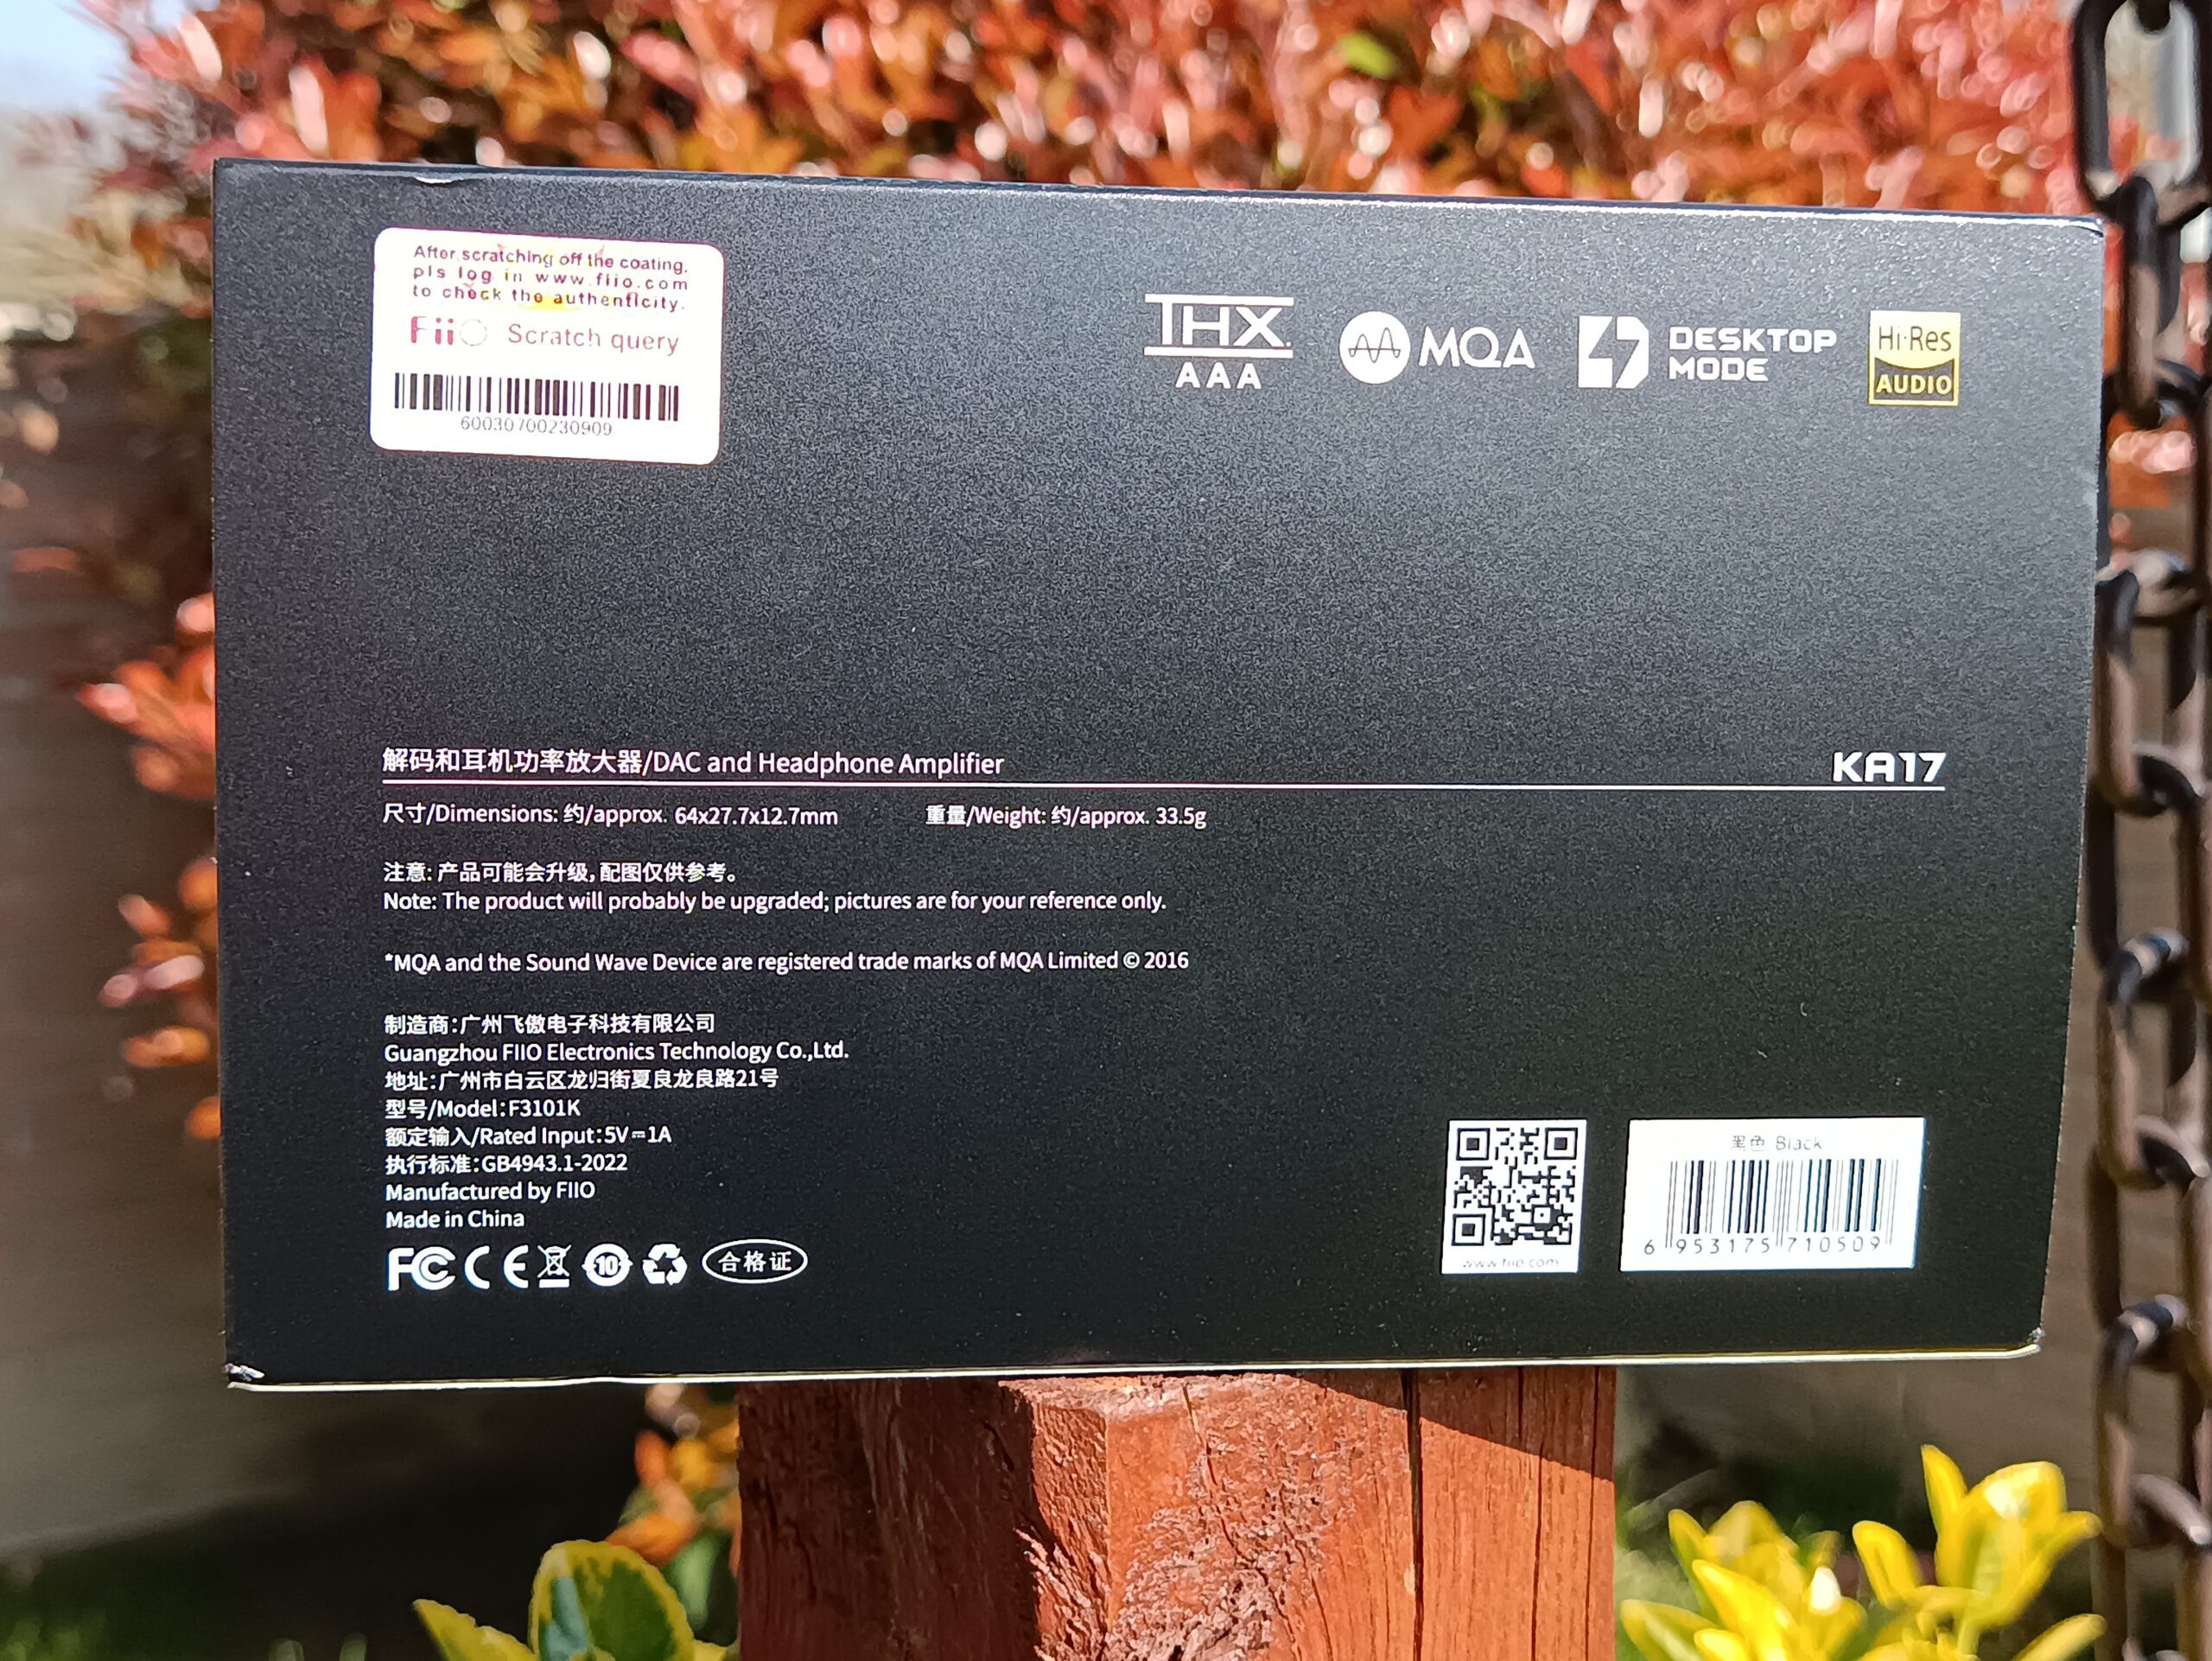 After scratching off the coating.
pls log in www.fiio.com
to check the authenticity.
FiiO Scratch query
60030700230909
THX
AAA
MQA
DESKTOP
MODE
Hi-Res
AUDIO
解码和耳机功率放大器/DAC and Headphone Amplifier
KA17
尺寸/Dimensions: 约/approx. 64x27.7x12.7mm 重量/Weight: 约/approx. 33.5g
注意: 产品可能会升级, 配图仅供参考。
Note: The product will probably be upgraded; pictures are for your reference only.
*MQA and the Sound Wave Device are registered trade marks of MQA Limited © 2016
制造商: 广州飞傲电子科技有限公司
Guangzhou FIIO Electronics Technology Co.,Ltd.
地址: 广州市白云区龙归街夏良龙良路21号
型号/Model: F3101K
额定输入/Rated Input: 5V⎓1A
执行标准: GB4943.1-2022
Manufactured by FIIO
Made in China
FC CE 10 合格证
www.fiio.com
黑色 Black
6 953175 710509